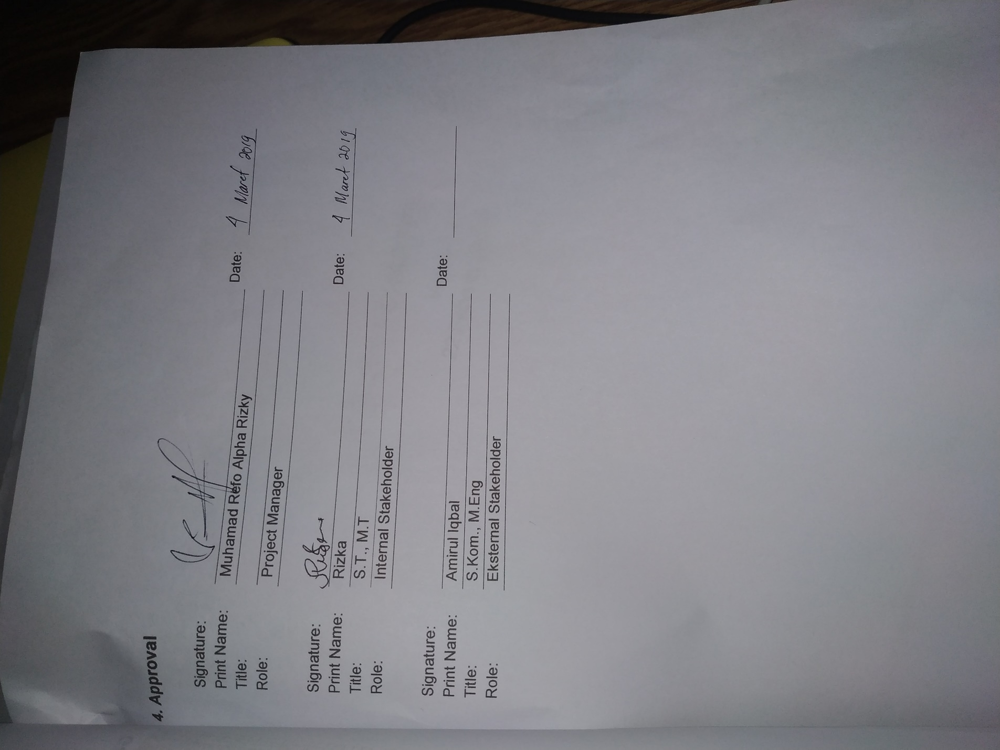 4. Approval
Signature:
Print Name: Muhamad Refo Alpha Rizky Date: 4 Maret 2019
Title:
Role: Project Manager
Signature:
Print Name: Rizka Date: 4 Maret 2019
Title: S.T., M.T
Role: Internal Stakeholder
Signature:
Print Name: Amirul Iqbal Date:
Title: S.Kom., M.Eng
Role: Eksternal Stakeholder